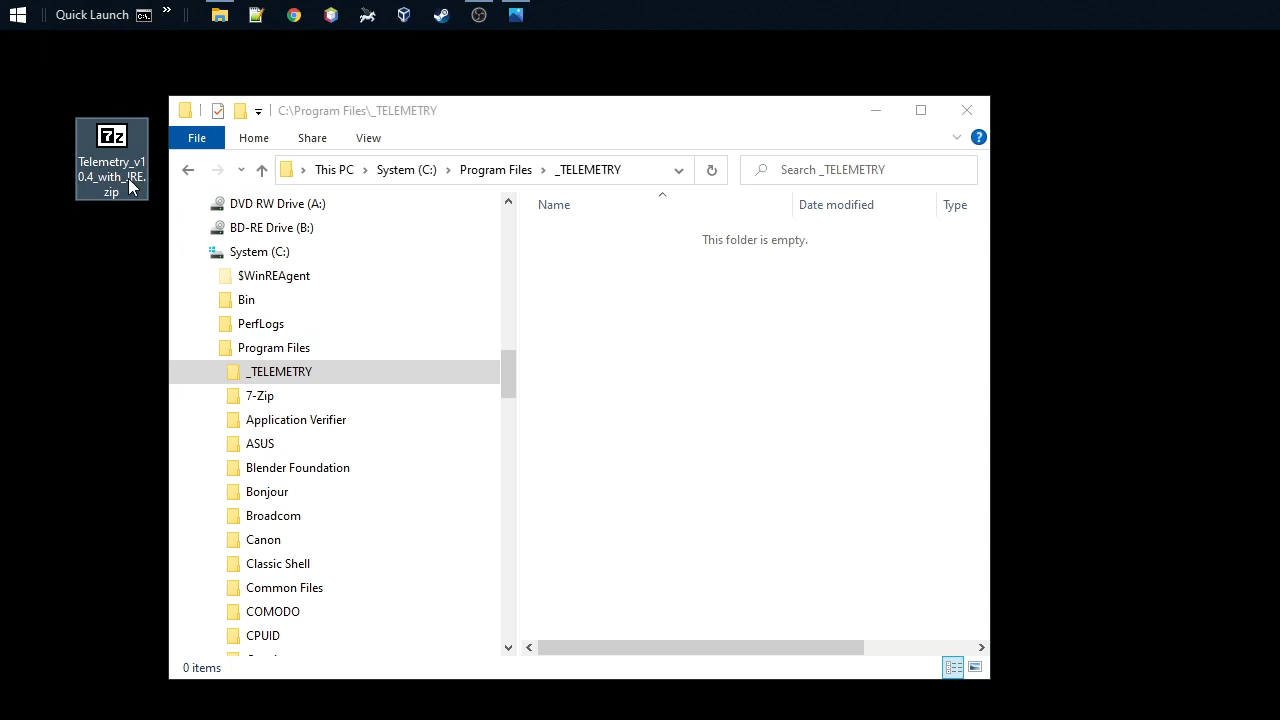 Quick Launch
7z
Telemetry_v1
0.4_with_JRE.
zip
C:\Program Files\_TELEMETRY
File Home Share View
This PC System (C:) Program Files _TELEMETRY
Search _TELEMETRY
DVD RW Drive (A:)
BD-RE Drive (B:)
System (C:)
$WinREAgent
Bin
PerfLogs
Program Files
_TELEMETRY
7-Zip
Application Verifier
ASUS
Blender Foundation
Bonjour
Broadcom
Canon
Classic Shell
Common Files
COMODO
CPUID
Name Date modified Type
This folder is empty.
0 items